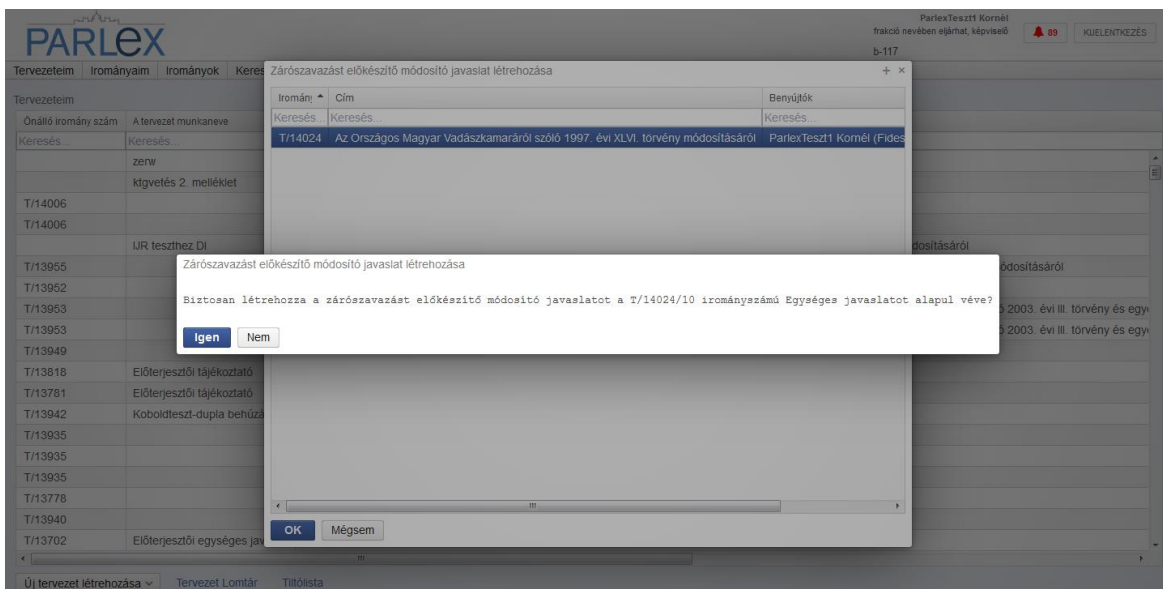 PARLEX
ParlexTeszt1 Kornél
frakció nevében eljárhat, képviselő
89
KIJELENTKEZÉS
b-117
Tervezeteim Irományaim Irományok Keres
Zárószavazást előkészítő módosító javaslat létrehozása
Tervezeteim
Iromány Cím Benyújtók
Önálló iromány szám A tervezet munkaneve
Keresés... Keresés... Keresés...
Keresés... Keresés...
T/14024 Az Országos Magyar Vadászkamaráról szóló 1997. évi XLVI. törvény módosításáról ParlexTeszt1 Kornél (Fides
zerw
ktgvetés 2. melléklet
T/14006
T/14006
IJR teszthez DI dosításáról
T/13955 ódosításáról
Zárószavazást előkészítő módosító javaslat létrehozása
T/13952
Biztosan létrehozza a zárószavazást előkészítő módosító javaslatot a T/14024/10 irományszámú Egységes javaslatot alapul véve?
T/13953 ó 2003. évi III. törvény és egye
T/13953 ó 2003. évi III. törvény és egye
Igen Nem
T/13949
T/13818 Előterjesztői tájékoztató
T/13781 Előterjesztői tájékoztató
T/13942 Koboldteszt-dupla behúzá
T/13935
T/13935
T/13935
T/13778
T/13940
OK Mégsem
T/13702 Előterjesztői egységes jav
Új tervezet létrehozása Tervezet Lomtár Tiltólista